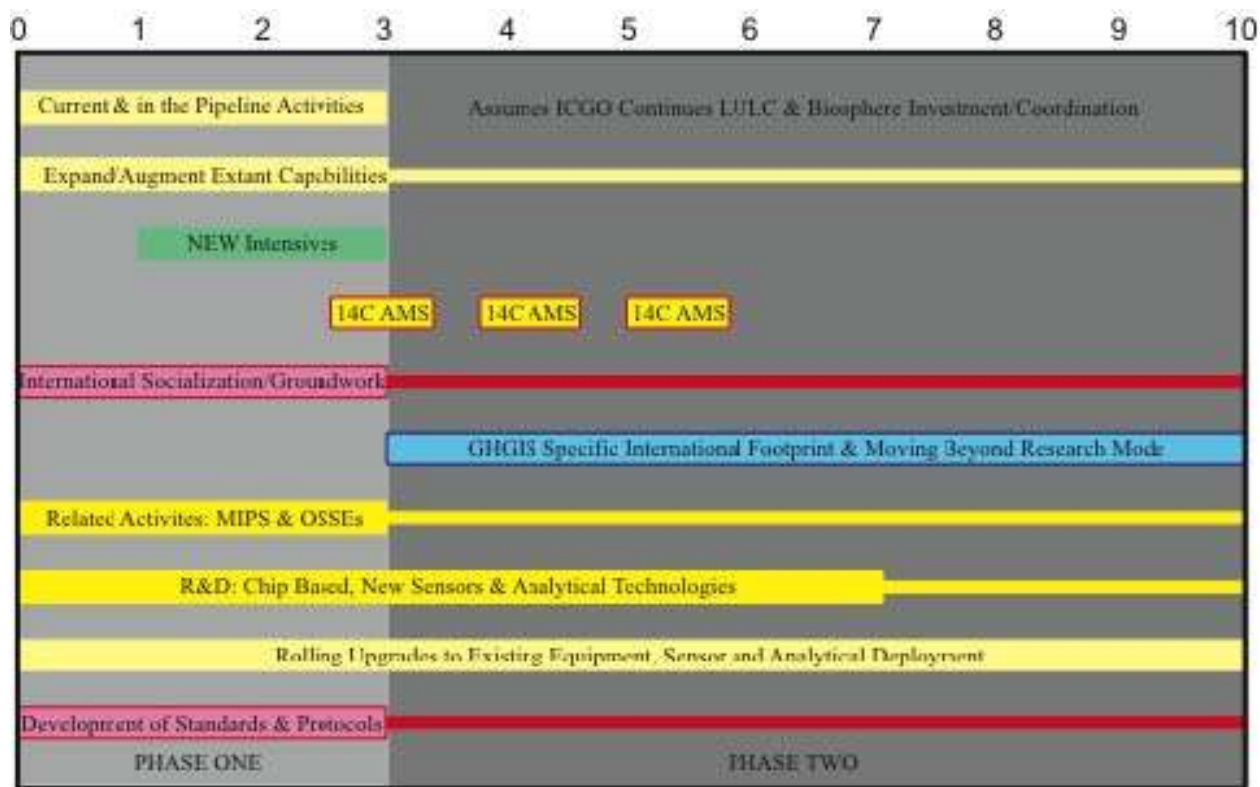 0 1 2 3 4 5 6 7 8 9 10
Current & in the Pipeline Activities
Assumes ICGO Continues LULC & Biosphere Investment/Coordination
Expand/Augment Extant Capabilities
NEW Intensives
14C AMS 14C AMS 14C AMS
International Socialization/Groundwork
GHGIS Specific International Footprint & Moving Beyond Research Mode
Related Activites: MIPS & OSSEs
R&D: Chip Based, New Sensors & Analytical Technologies
Rolling Upgrades to Existing Equipment, Sensor and Analytical Deployment
Development of Standards & Protocols
PHASE ONE PHASE TWO